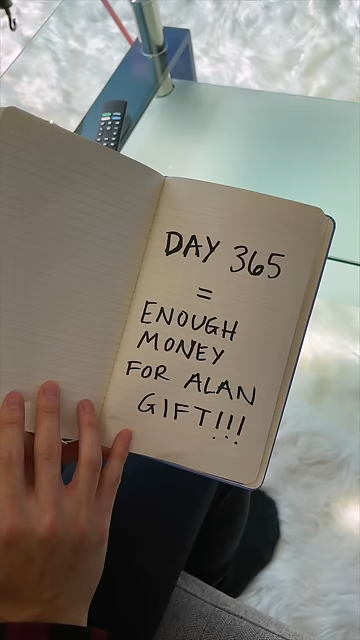 DAY 365
=
ENOUGH
MONEY
FOR ALAN
GIFT!!!